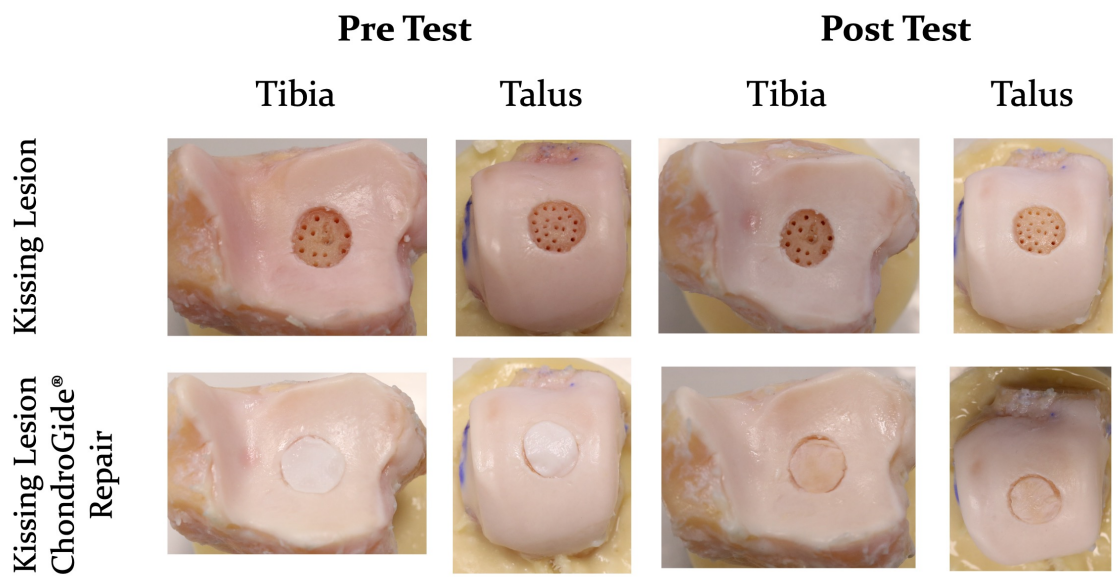 Pre Test
Post Test
Tibia
Talus
Tibia
Talus
Kissing Lesion
Kissing Lesion
ChondroGide®
Repair